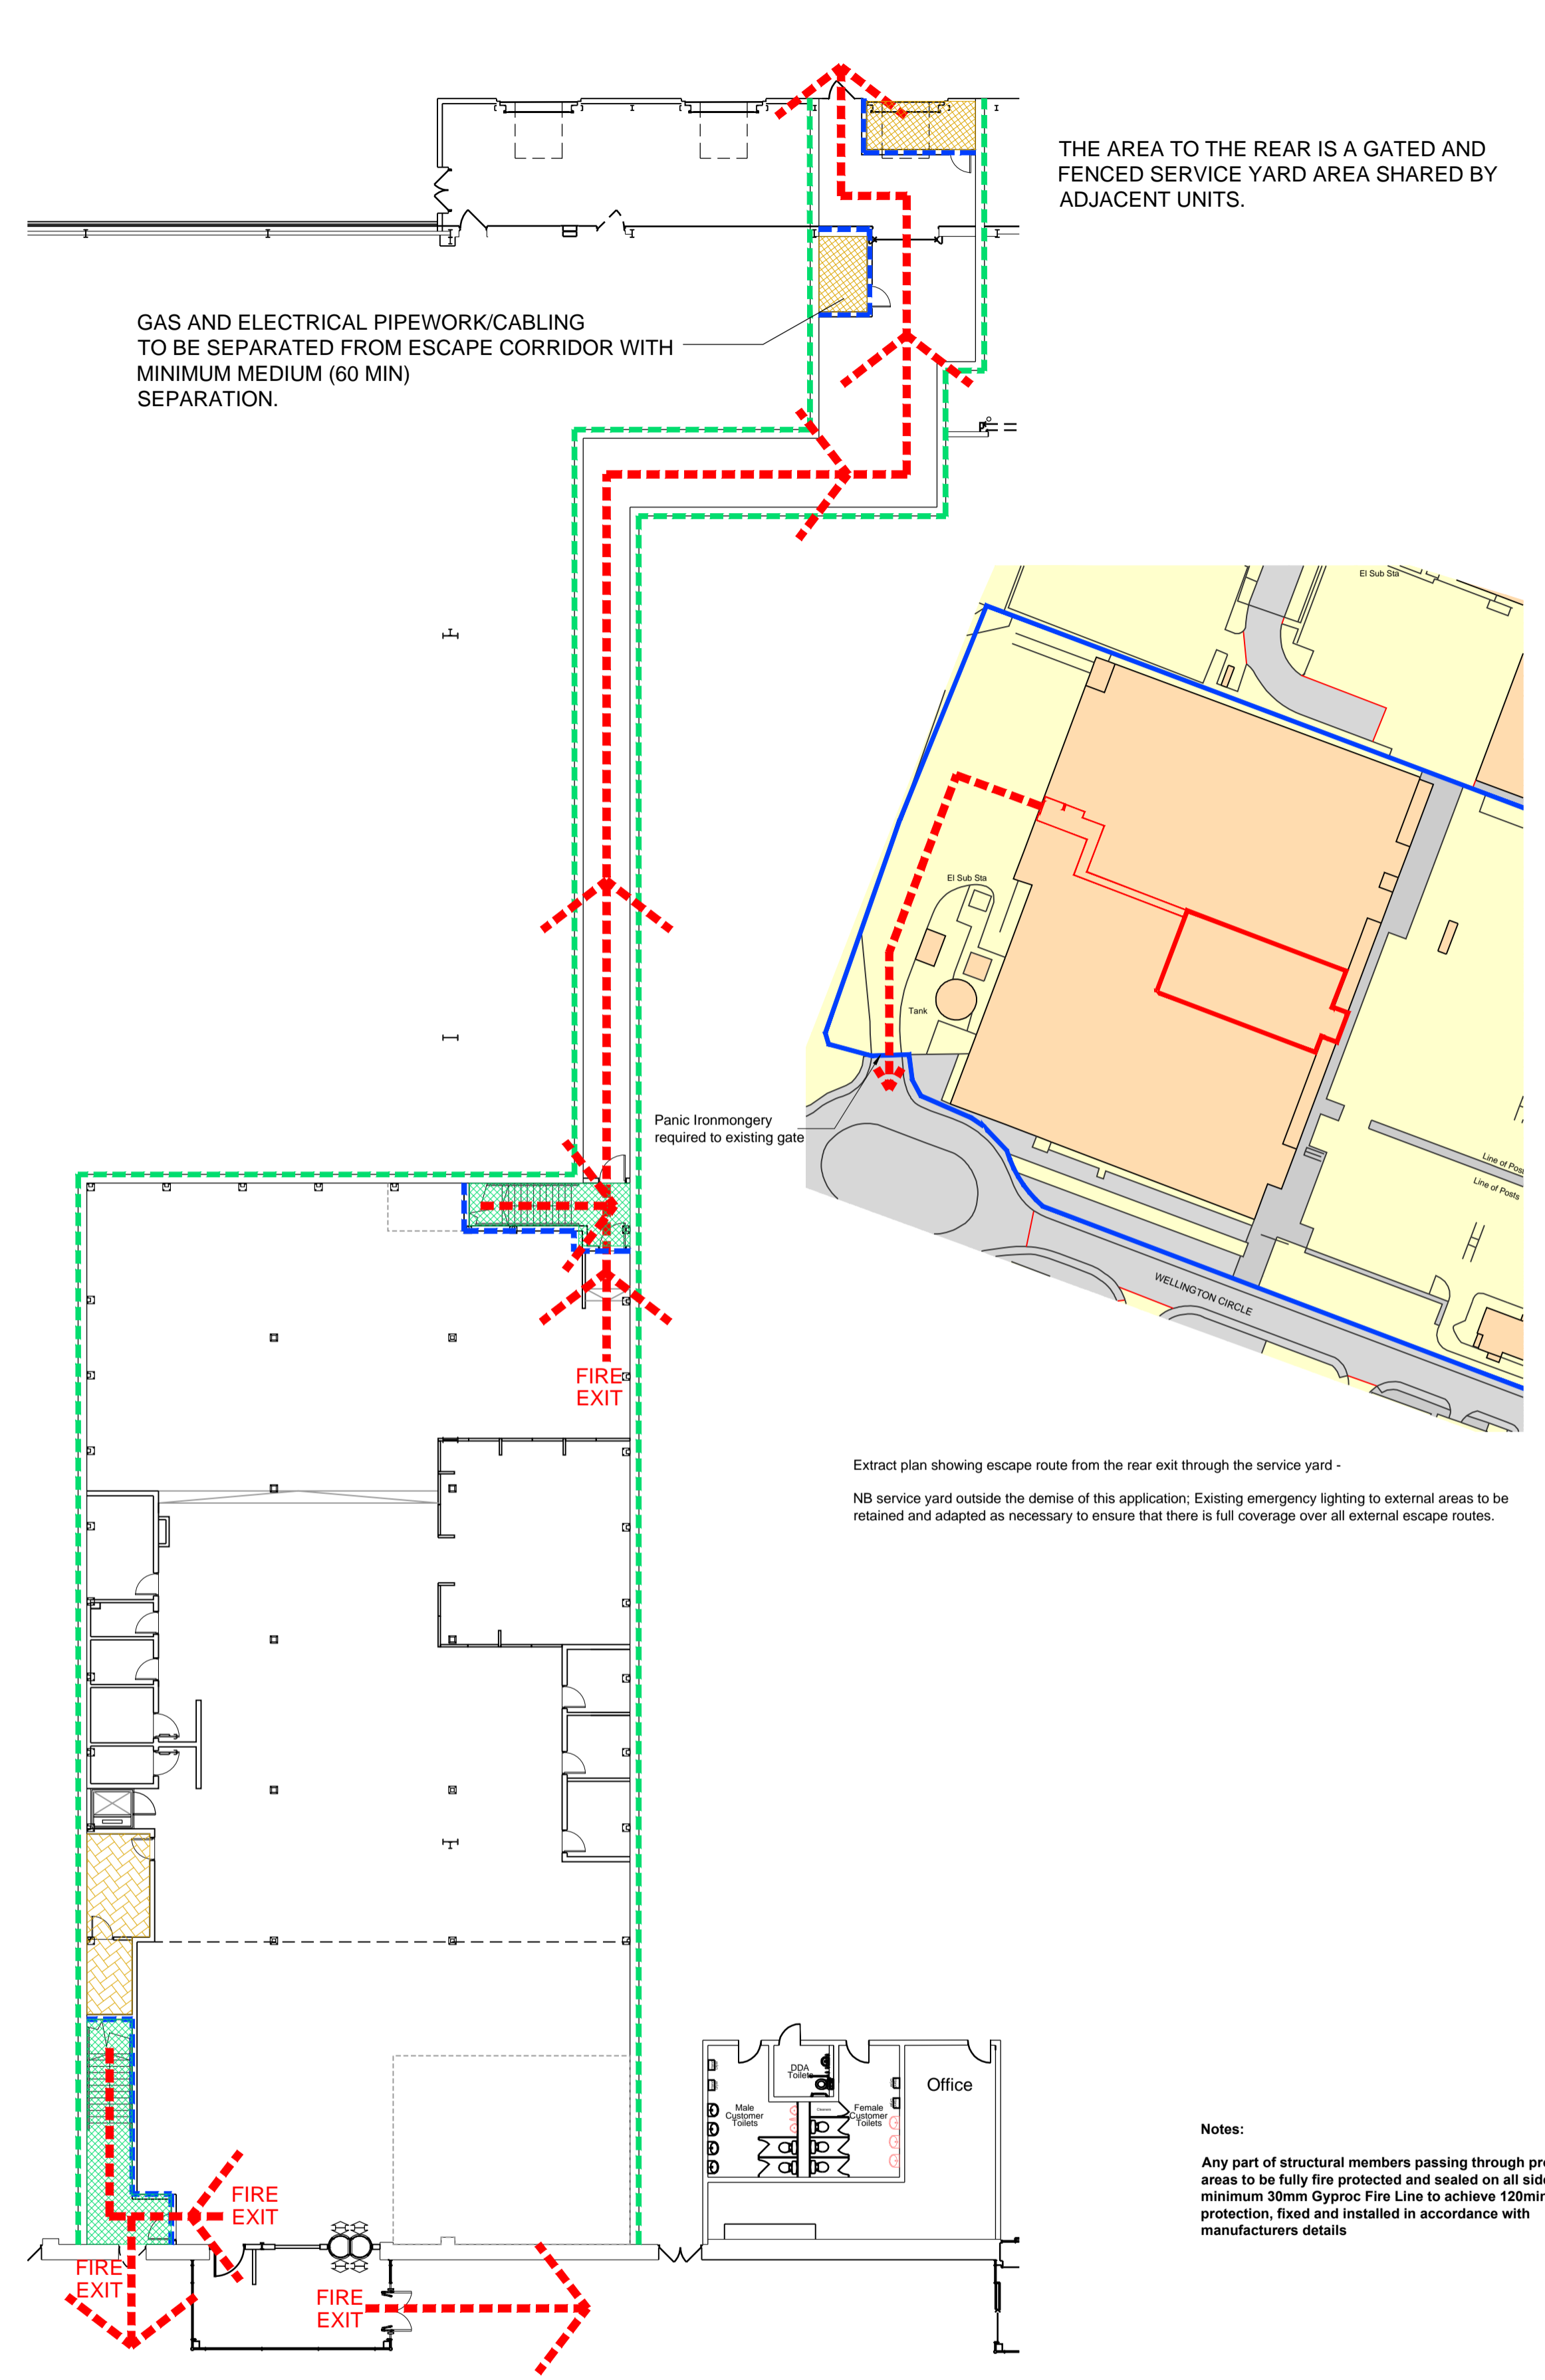 THE AREA TO THE REAR IS A GATED AND
FENCED SERVICE YARD AREA SHARED BY
ADJACENT UNITS.
GAS AND ELECTRICAL PIPEWORK/CABLING
TO BE SEPARATED FROM ESCAPE CORRIDOR WITH
MINIMUM MEDIUM (60 MIN)
SEPARATION.
El Sub Sta
El Sub Sta
Tank
Panic Ironmongery
required to existing gate
Line of Pos
Line of Posts
WELLINGTON CIRCLE
FIRE
EXIT
Extract plan showing escape route from the rear exit through the service yard -
NB service yard outside the demise of this application; Existing emergency lighting to external areas to be
retained and adapted as necessary to ensure that there is full coverage over all external escape routes.
DDA
Toilets
Office
Male
Customer
Toilets
Cleaners
Female
Customer
Toilets
Notes:
Any part of structural members passing through pr
areas to be fully fire protected and sealed on all sid
minimum 30mm Gyproc Fire Line to achieve 120min
protection, fixed and installed in accordance with
manufacturers details
FIRE
EXIT
FIRE
EXIT
FIRE
EXIT